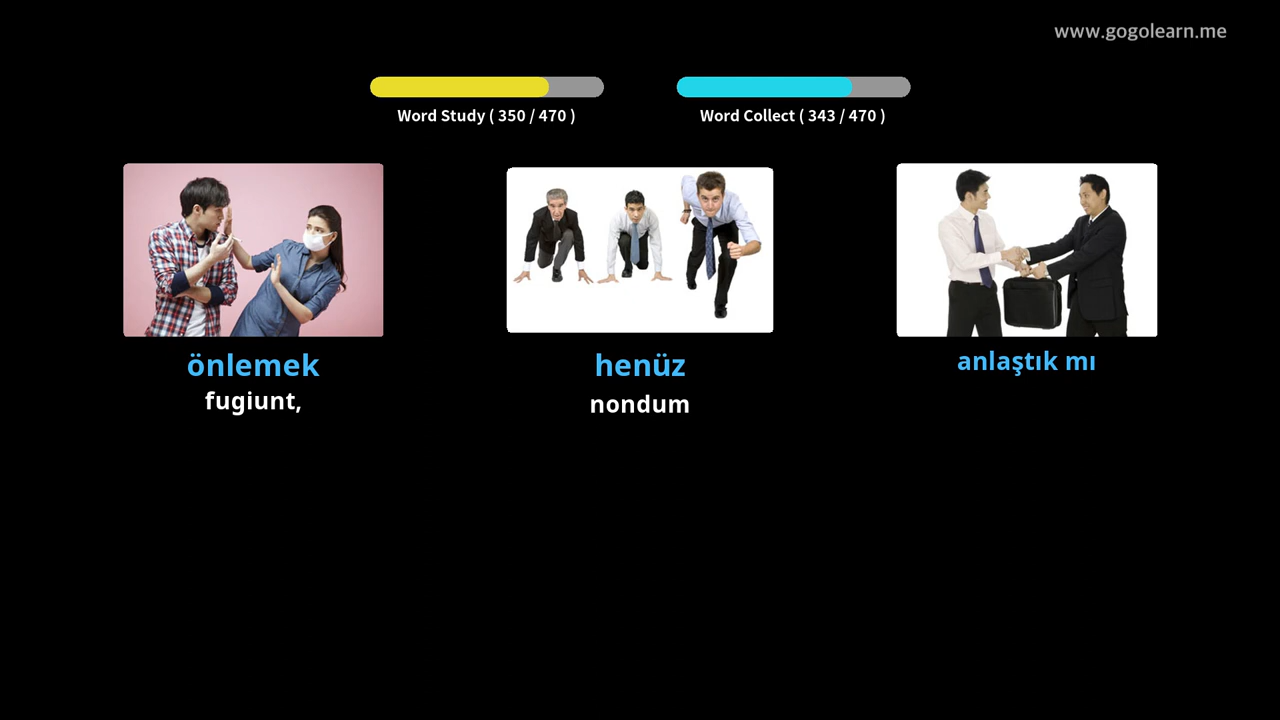 www.gogolearn.me
Word Study ( 350 / 470 )
Word Collect ( 343 / 470 )
önlemek
fugiunt,
henüz
nondum
anlaştık mı